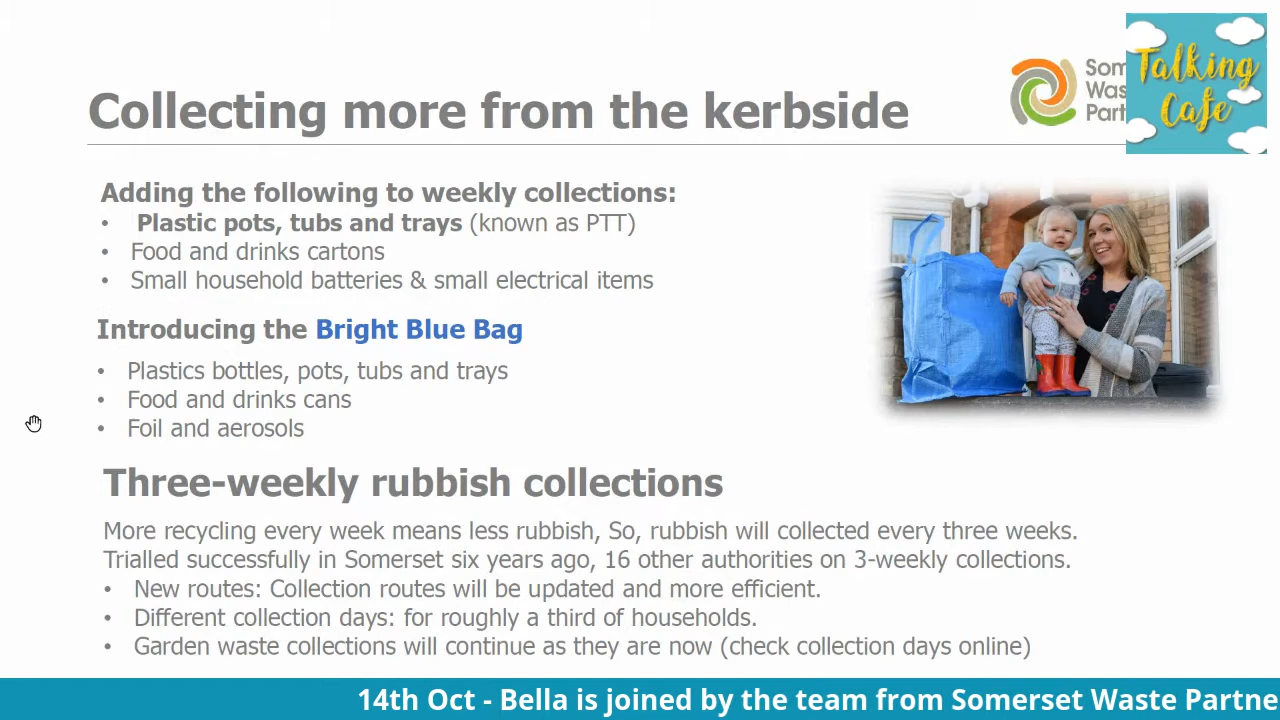 Collecting more from the kerbside
Talking
Cafe
Adding the following to weekly collections:
• Plastic pots, tubs and trays (known as PTT)
• Food and drinks cartons
• Small household batteries & small electrical items
Introducing the Bright Blue Bag
• Plastics bottles, pots, tubs and trays
• Food and drinks cans
• Foil and aerosols
Three-weekly rubbish collections
More recycling every week means less rubbish, So, rubbish will collected every three weeks.
Trialled successfully in Somerset six years ago, 16 other authorities on 3-weekly collections.
• New routes: Collection routes will be updated and more efficient.
• Different collection days: for roughly a third of households.
• Garden waste collections will continue as they are now (check collection days online)
14th Oct - Bella is joined by the team from Somerset Waste Partne